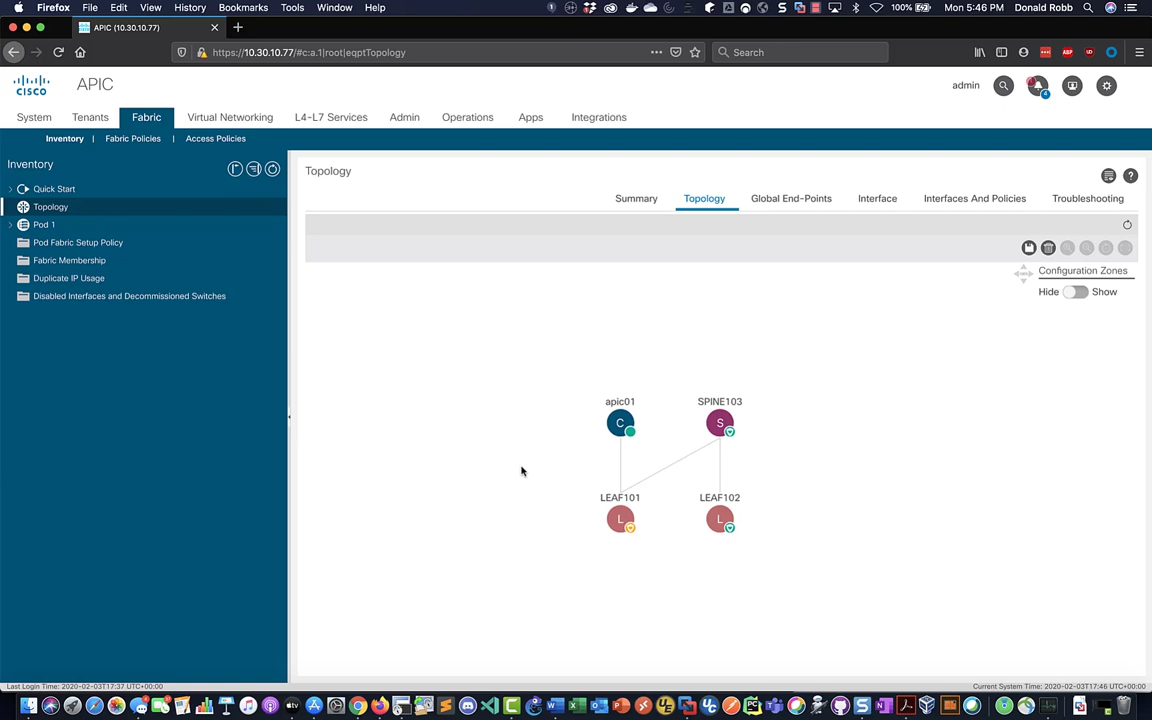 Firefox File Edit View History Bookmarks Tools Window Help 100% Mon 5:46 PM Donald Robb
APIC (10.30.10.77)
https://10.30.10.77/#c:a.1|root|eqptTopology Search
CISCO APIC admin 4
System Tenants Fabric Virtual Networking L4-L7 Services Admin Operations Apps Integrations
Inventory | Fabric Policies | Access Policies
Inventory
Quick Start
Topology
Pod 1
Pod Fabric Setup Policy
Fabric Membership
Duplicate IP Usage
Disabled Interfaces and Decommissioned Switches
Topology
Summary Topology Global End-Points Interface Interfaces And Policies Troubleshooting
Configuration Zones
Hide Show
apic01 SPINE103
C S
LEAF101 LEAF102
L L
Last Login Time: 2020-02-03T17:37 UTC+00:00 Current System Time: 2020-02-03T17:46 UTC+00:00